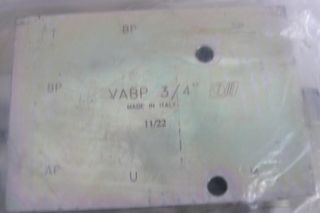 T BP
BP
VABP 3/4"
MADE IN ITALY
11/22
AP U